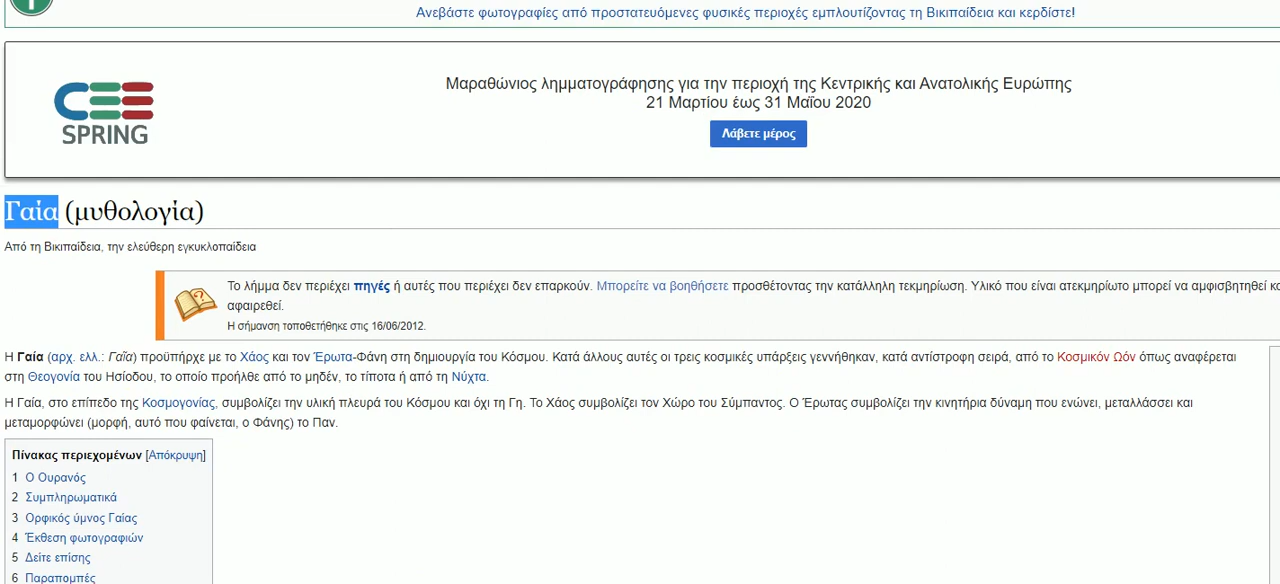 Ανεβάστε φωτογραφίες από προστατευόμενες φυσικές περιοχές εμπλουτίζοντας τη Βικιπαίδεια και κερδίστε!
CEE
SPRING
Μαραθώνιος λημματογράφησης για την περιοχή της Κεντρικής και Ανατολικής Ευρώπης
21 Μαρτίου έως 31 Μαΐου 2020
Λάβετε μέρος
Γαία (μυθολογία)
Από τη Βικιπαίδεια, την ελεύθερη εγκυκλοπαίδεια
Το λήμμα δεν περιέχει πηγές ή αυτές που περιέχει δεν επαρκούν. Μπορείτε να βοηθήσετε προσθέτοντας την κατάλληλη τεκμηρίωση. Υλικό που είναι ατεκμηρίωτο μπορεί να αμφισβητηθεί
αφαιρεθεί.
Η σήμανση τοποθετήθηκε στις 16/06/2012.
Η Γαία (αρχ. ελλ.: Γαῖα) προϋπήρχε με το Χάος και τον Έρωτα-Φάνη στη δημιουργία του Κόσμου. Κατά άλλους αυτές οι τρεις κοσμικές υπάρξεις γεννήθηκαν, κατά αντίστροφη σειρά, από το Κοσμικόν Ωόν όπως αναφέρεται
στη Θεογονία του Ησίοδου, το οποίο προήλθε από το μηδέν, το τίποτα ή από τη Νύχτα.
Η Γαία, στο επίπεδο της Κοσμογονίας, συμβολίζει την υλική πλευρά του Κόσμου και όχι τη Γη. Το Χάος συμβολίζει τον Χώρο του Σύμπαντος. Ο Έρωτας συμβολίζει την κινητήρια δύναμη που ενώνει, μεταλλάσσει και
μεταμορφώνει (μορφή, αυτό που φαίνεται, ο Φάνης) το Παν.
Πίνακας περιεχομένων [Απόκρυψη]
1 Ο Ουρανός
2 Συμπληρωματικά
3 Ορφικός ύμνος Γαίας
4 Έκθεση φωτογραφιών
5 Δείτε επίσης
6 Παραπομπές